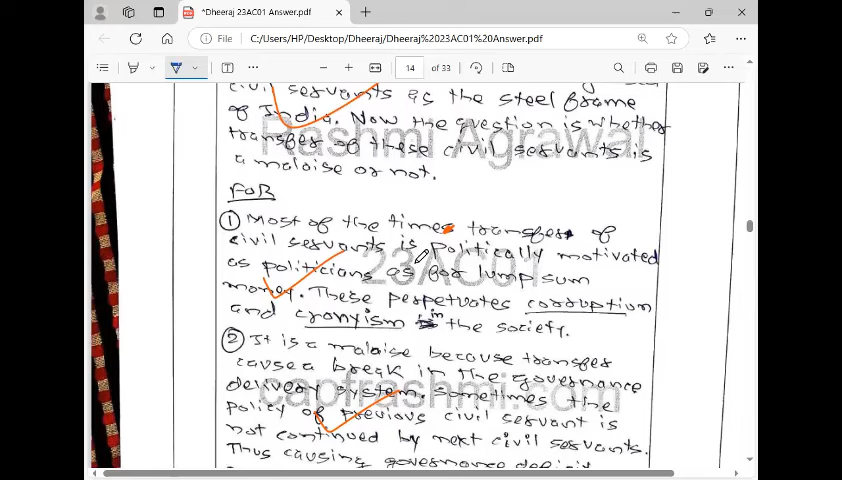 *Dheeraj 23AC01 Answer.pdf
File
C:/Users/HP/Desktop/Dheeraj/Dheeraj%2023AC01%20Answer.pdf
14 of 33
civil servants as the steel frame
of India. Now the question is whether
transfer of these civil servants is
a malaise or not.
FOR
① Most of the times transfer of
civil servants is politically motivated
as politicians as for lump sum
money. These perpetuates corruption
and cronyism in the society.
② It is a malaise because transfer
cause a break in the governance
delivery system. Sometimes the
policy of previous civil servant is
not continued by next civil servants.
Thus causing governance deficit
Rashmi Agrawal
23AC01
capfrashmi.com